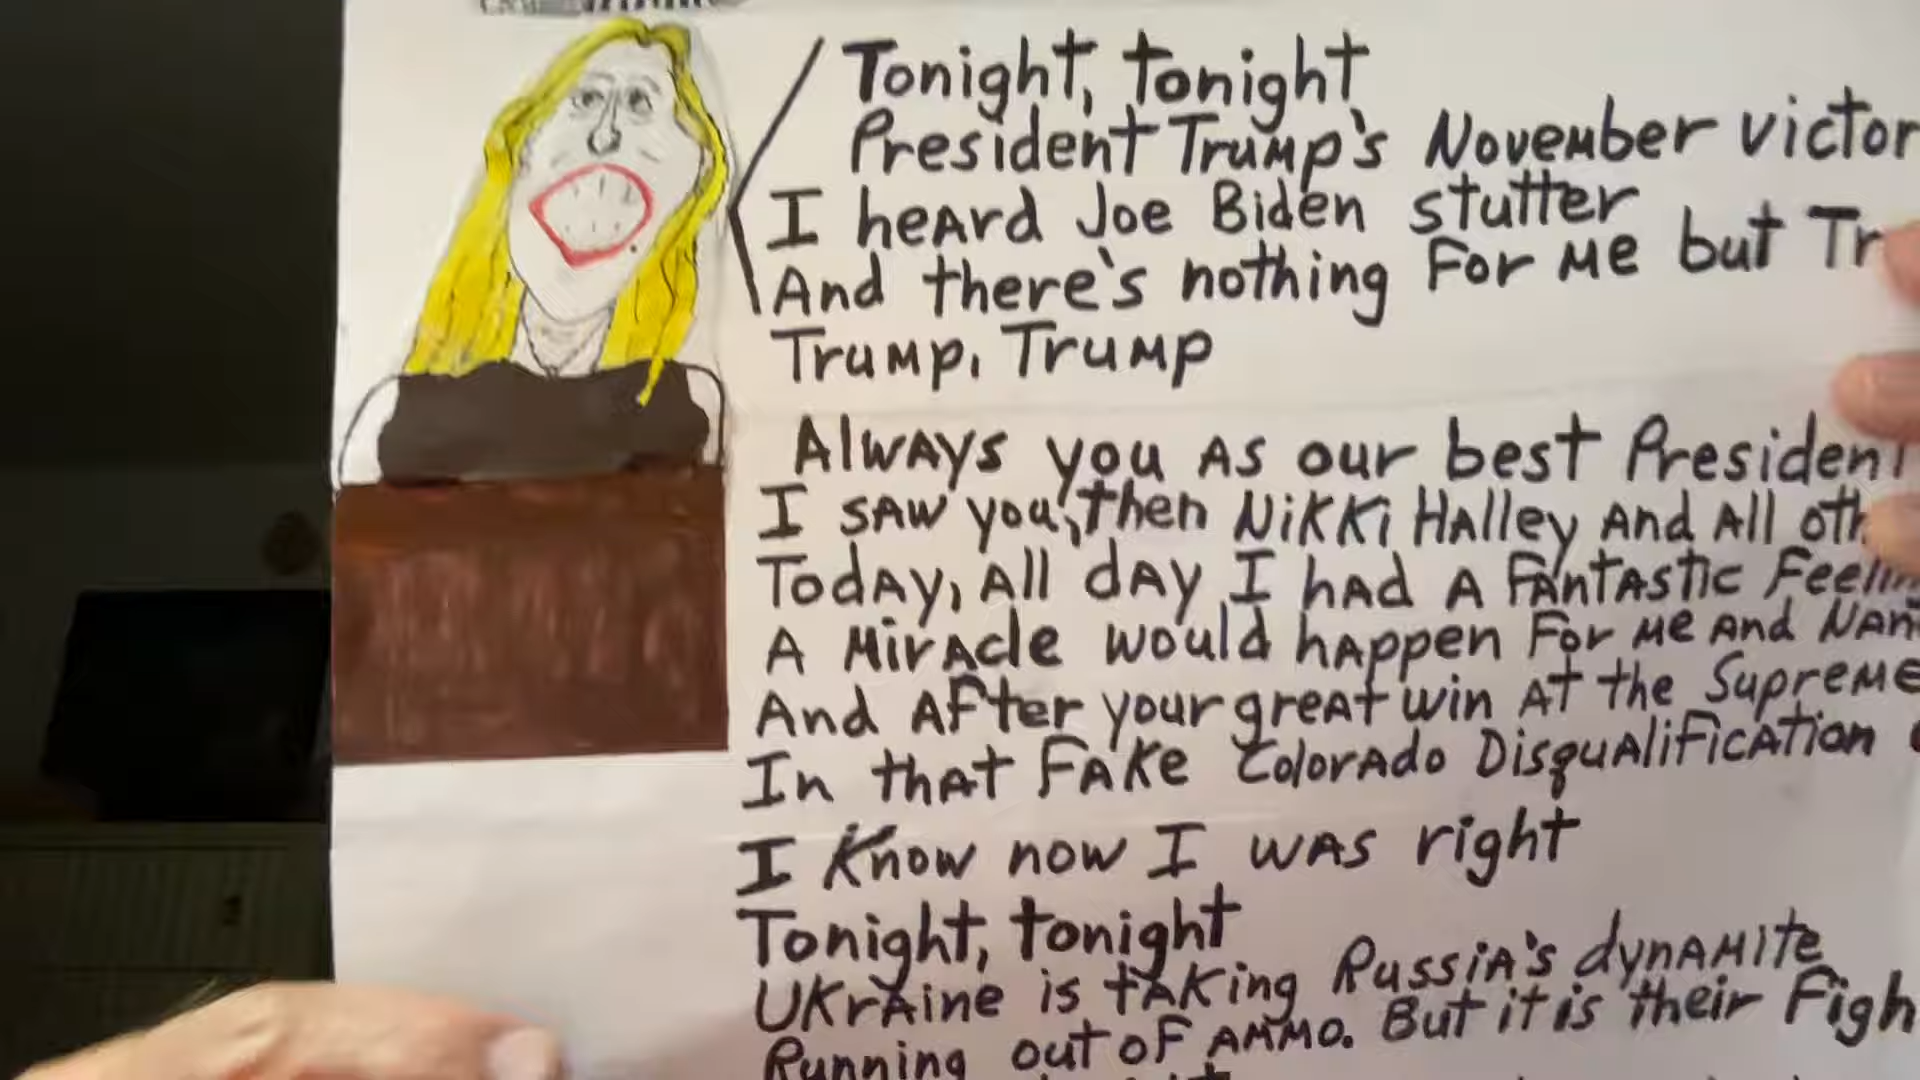 Tonight, tonight
President Trump's November victor
I heard Joe Biden stutter
And there's nothing for me but Tr
Trump, Trump
Always you as our best President
I saw you, then Nikki Halley and all oth
Today, all day I had a fantastic feelin
A miracle would happen for me and Nan
And after your great win at the Supreme
In that fake Colorado Disqualification
I know now I was right
Tonight, tonight
Ukraine is taking Russia's dynamite
Running out of ammo. But it is their figh